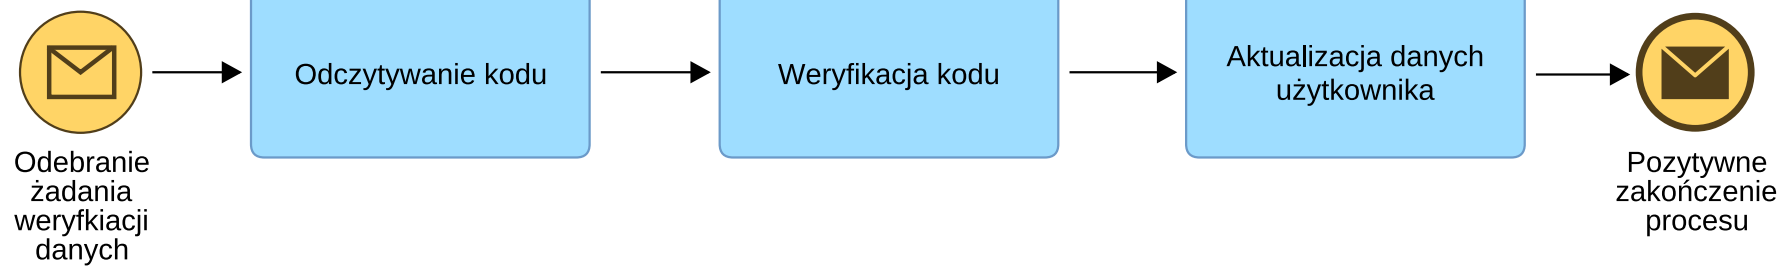 Odczytywanie kodu
Weryfikacja kodu
Aktualizacja danych
użytkownika
Odebranie
żadania
weryfkiacji
danych
Pozytywne
zakończenie
procesu